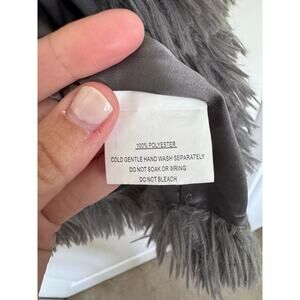 100% POLYESTER
COLD GENTLE HAND WASH SEPARATELY
DO NOT SOAK OR WRING
DO NOT BLEACH